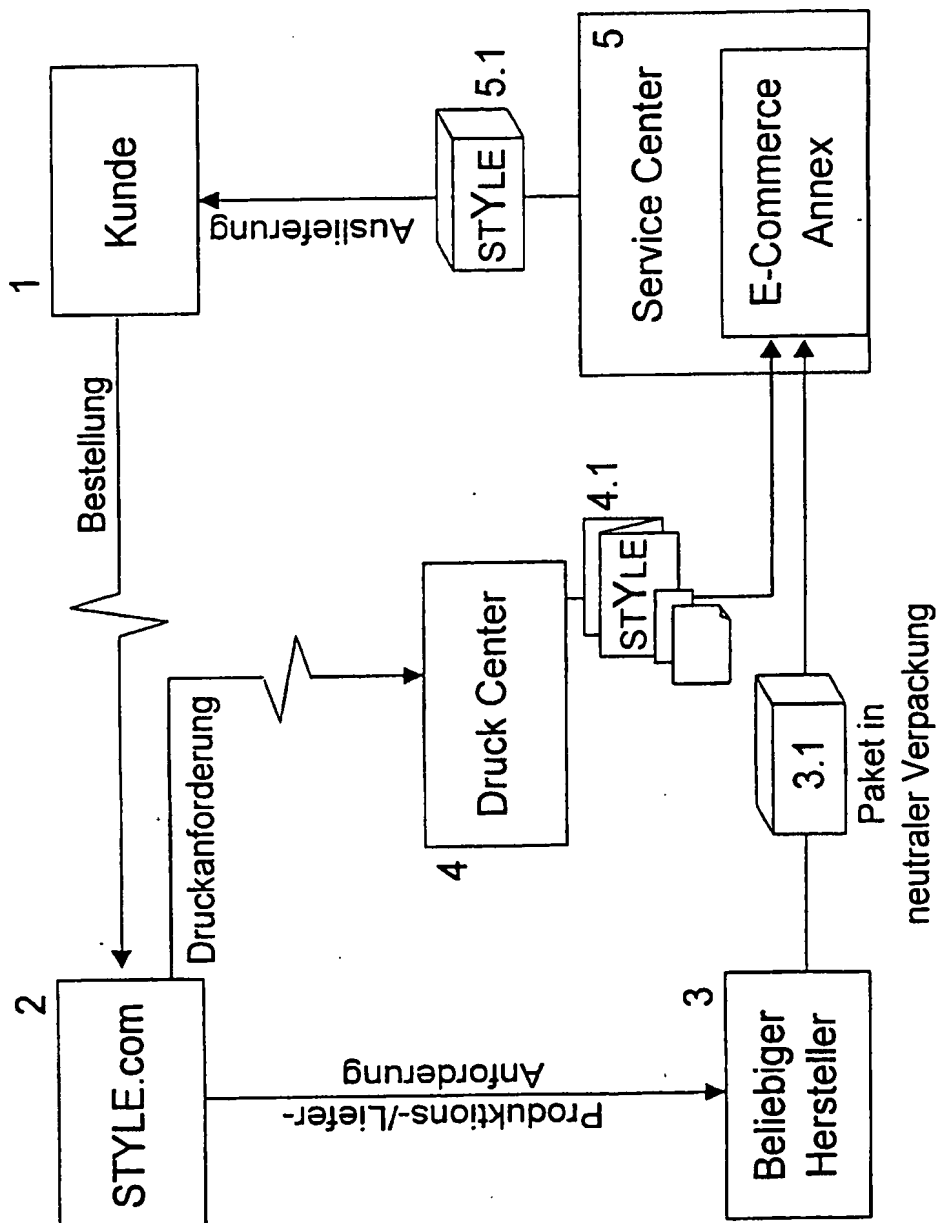 1
Kunde
Bestellung
2
STYLE.com
Druckanforderung
Produktions-/Liefer-
Anforderung
Auslieferung
4
Druck Center
4.1
STYLE
5.1
STYLE
3
Beliebiger
Hersteller
3.1
Paket in
neutraler Verpackung
5
Service Center
E-Commerce
Annex